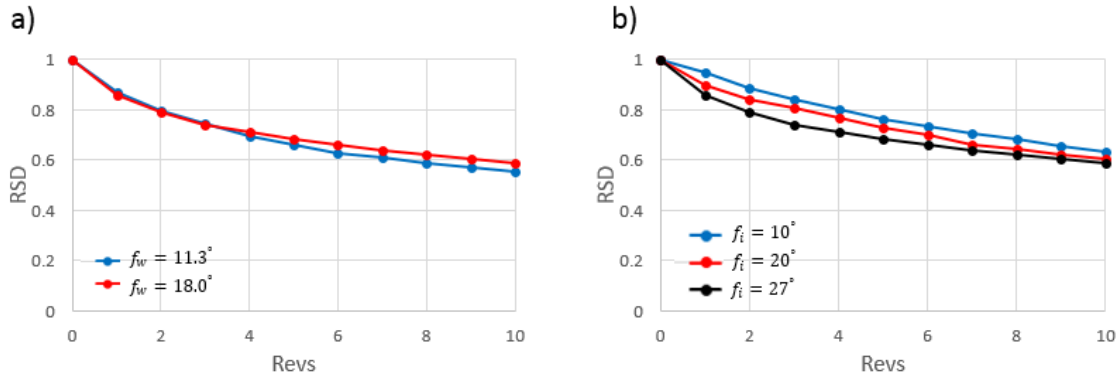 a)
1
0.8
0.6
0.4
0.2
0
RSD
0 2 4 6 8 10
Revs
f_w = 11.3°
f_w = 18.0°
b)
1
0.8
0.6
0.4
0.2
0
RSD
0 2 4 6 8 10
Revs
f_i = 10°
f_i = 20°
f_i = 27°